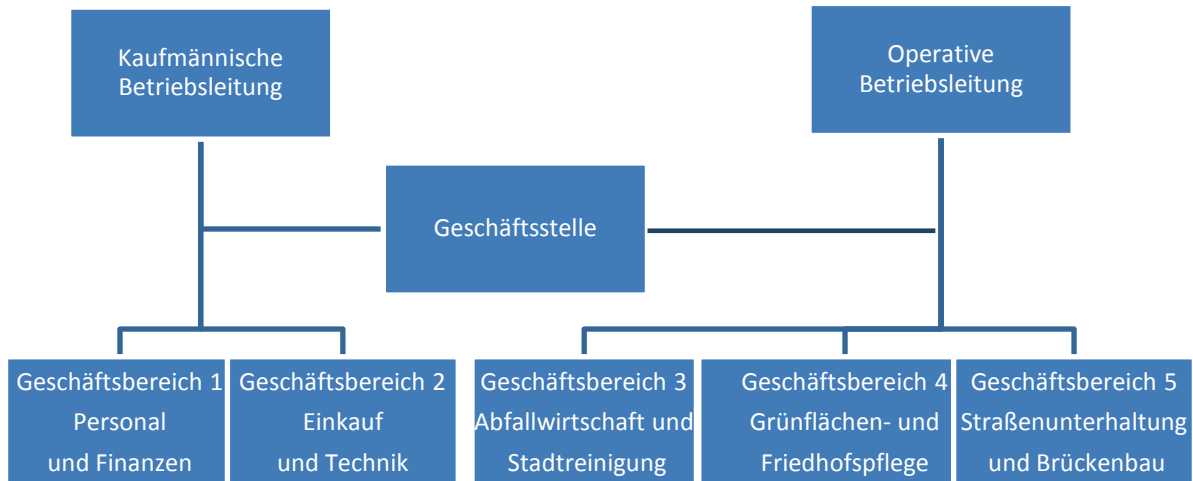 Kaufmännische
Betriebsleitung
Operative
Betriebsleitung
Geschäftsstelle
Geschäftsbereich 1
Personal
und Finanzen
Geschäftsbereich 2
Einkauf
und Technik
Geschäftsbereich 3
Abfallwirtschaft und
Stadtreinigung
Geschäftsbereich 4
Grünflächen- und
Friedhofspflege
Geschäftsbereich 5
Straßenunterhaltung
und Brückenbau